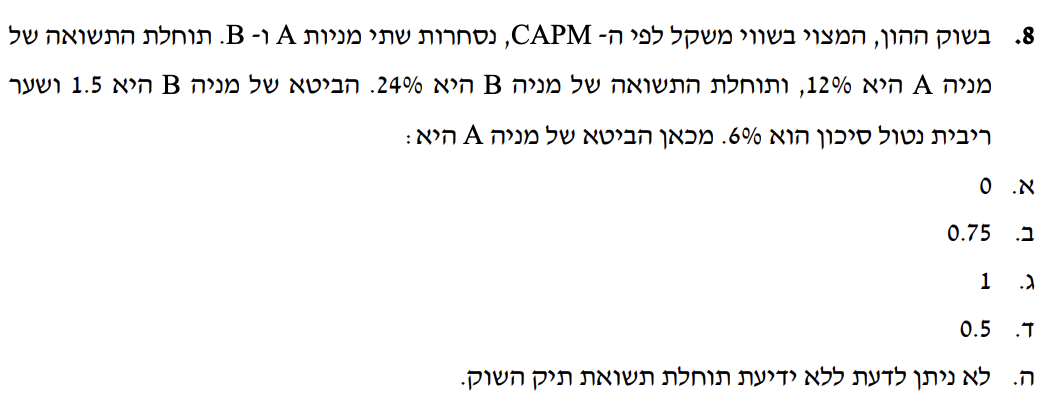 8. בשוק ההון, המצוי בשווי משקל לפי ה- CAPM, נסחרות שתי מניות A ו- B. תוחלת התשואה של
מניה A היא 12%, ותוחלת התשואה של מניה B היא 24%. הביטא של מניה B היא 1.5 ושער
ריבית נטול סיכון הוא 6%. מכאן הביטא של מניה A היא:
א. 0
ב. 0.75
ג. 1
ד. 0.5
ה. לא ניתן לדעת ללא ידיעת תוחלת תשואת תיק השוק.